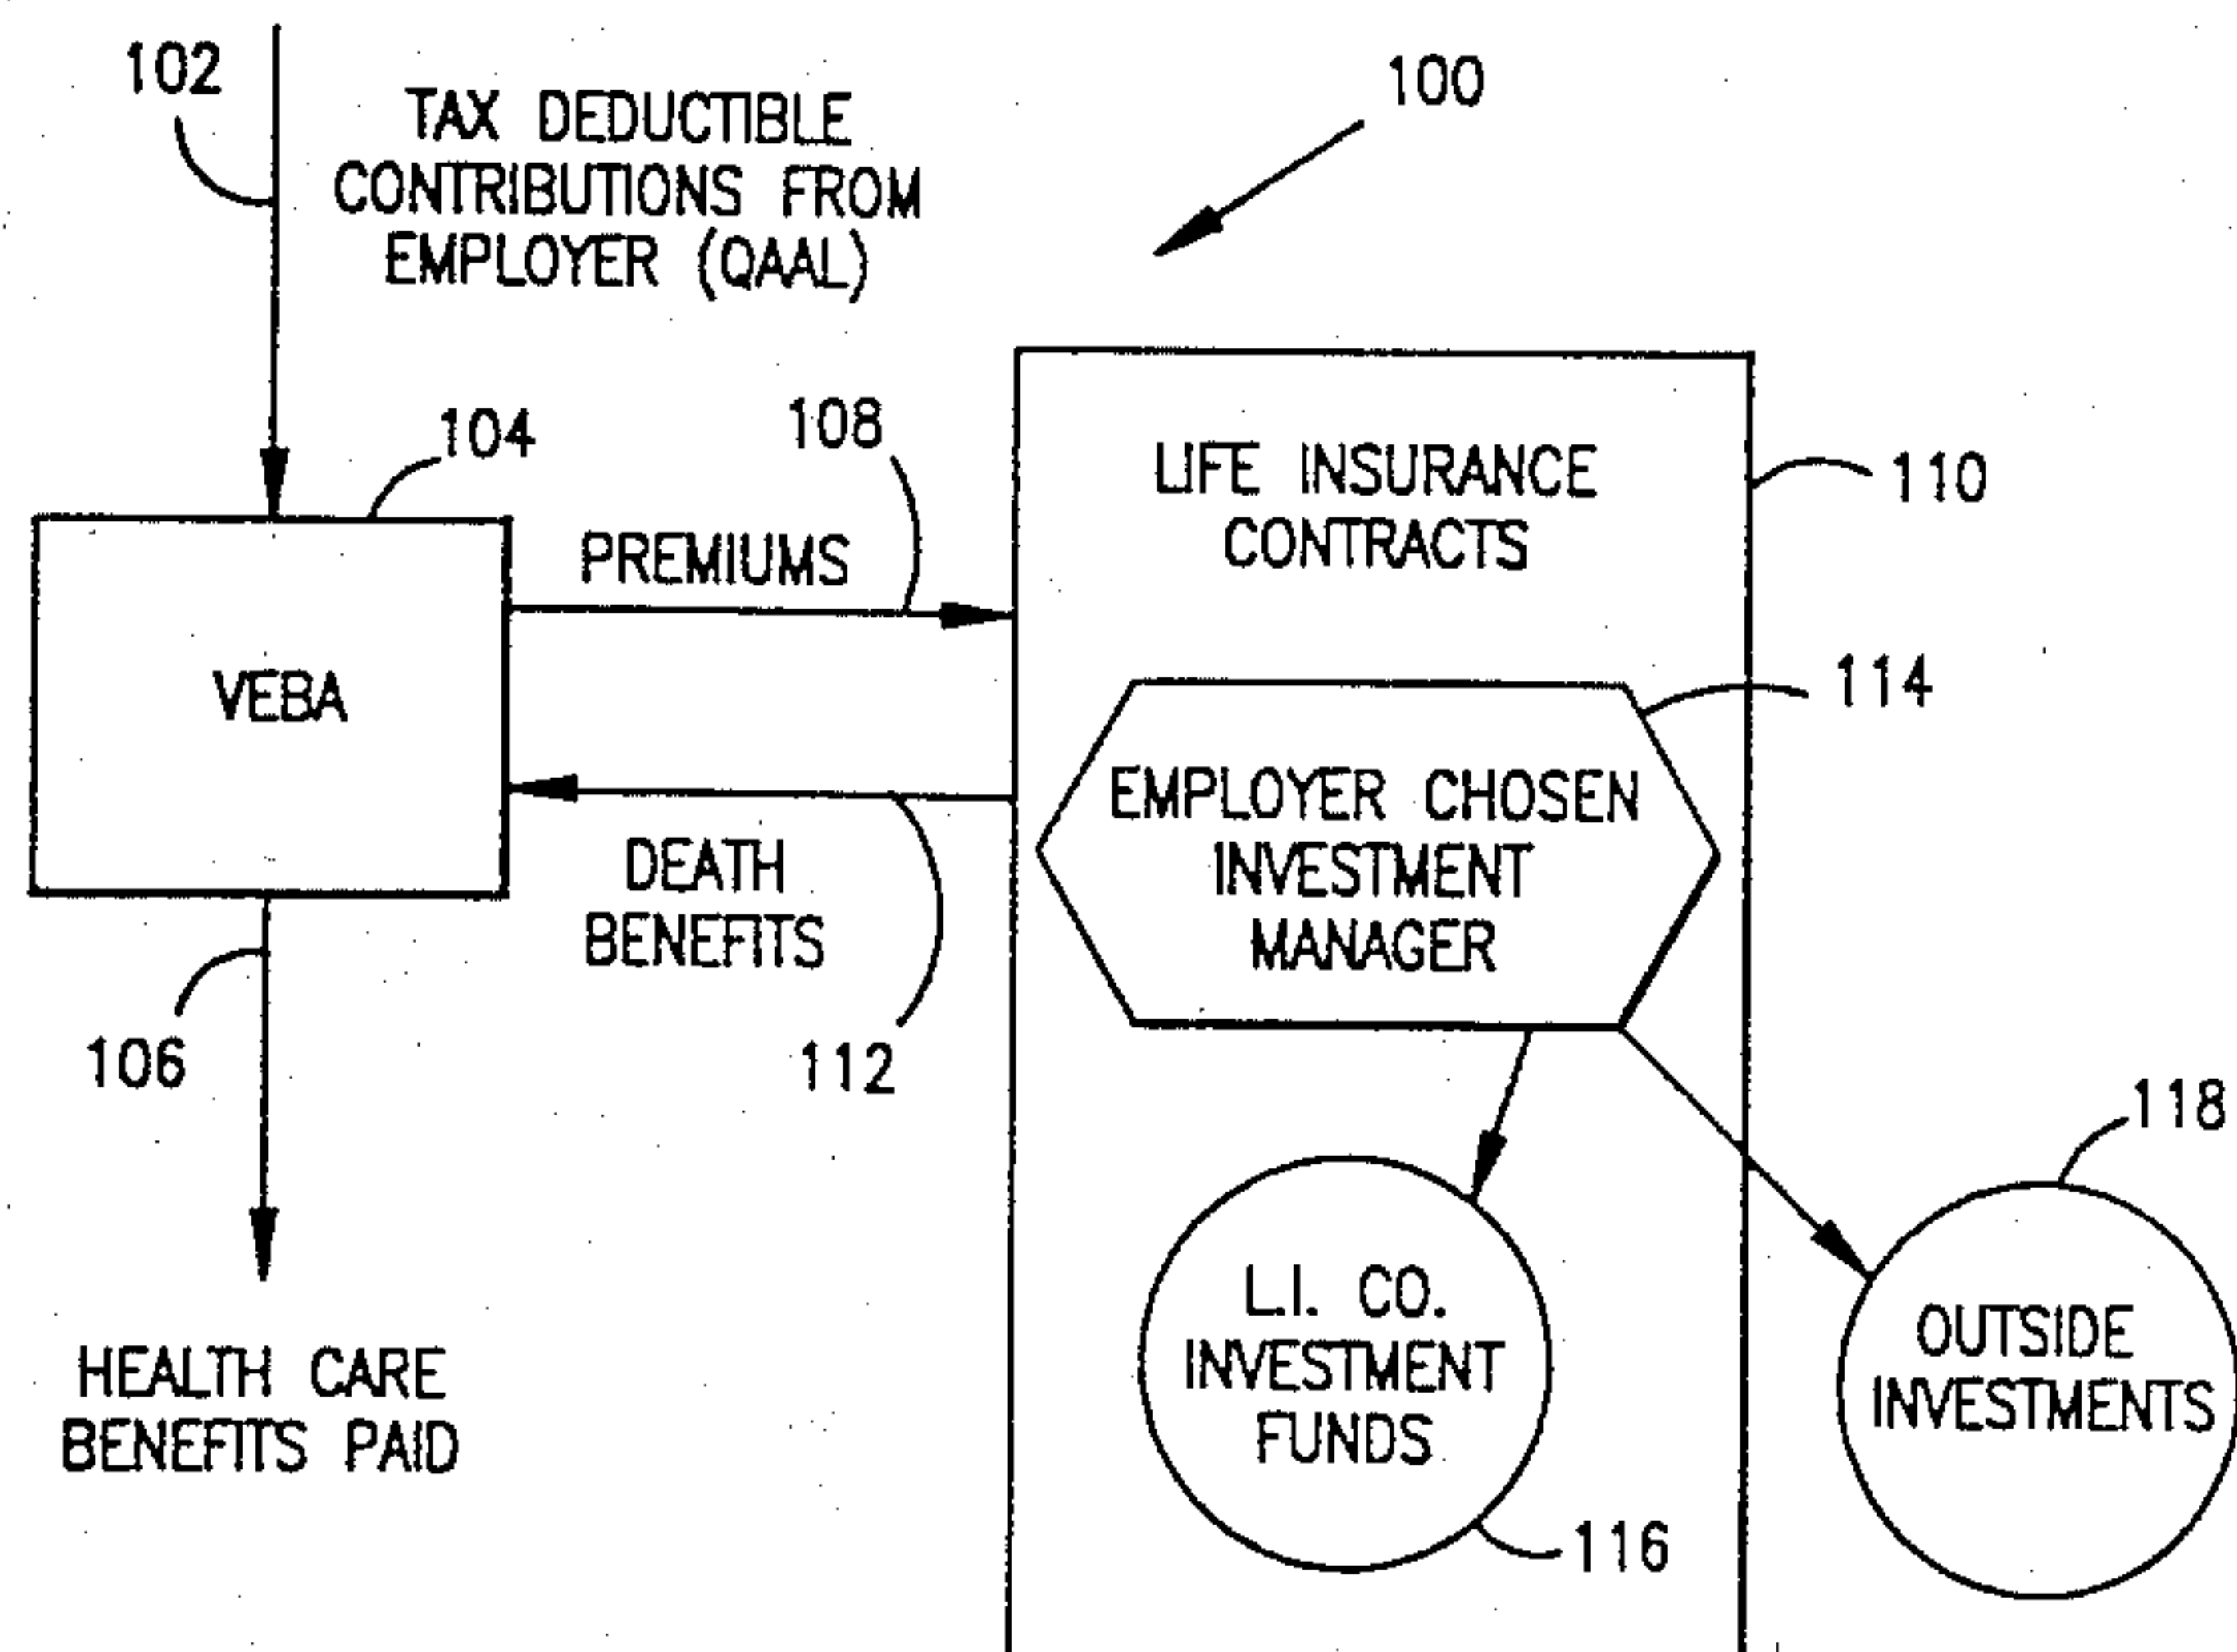 102
TAX DEDUCTIBLE
CONTRIBUTIONS FROM
EMPLOYER (QAAL)
100
104
108
PREMIUMS
VEBA
DEATH
BENEFITS
112
106
HEALTH CARE
BENEFITS PAID
LIFE INSURANCE
CONTRACTS
110
114
EMPLOYER CHOSEN
INVESTMENT
MANAGER
L.I. CO.
INVESTMENT
FUNDS
116
118
OUTSIDE
INVESTMENTS